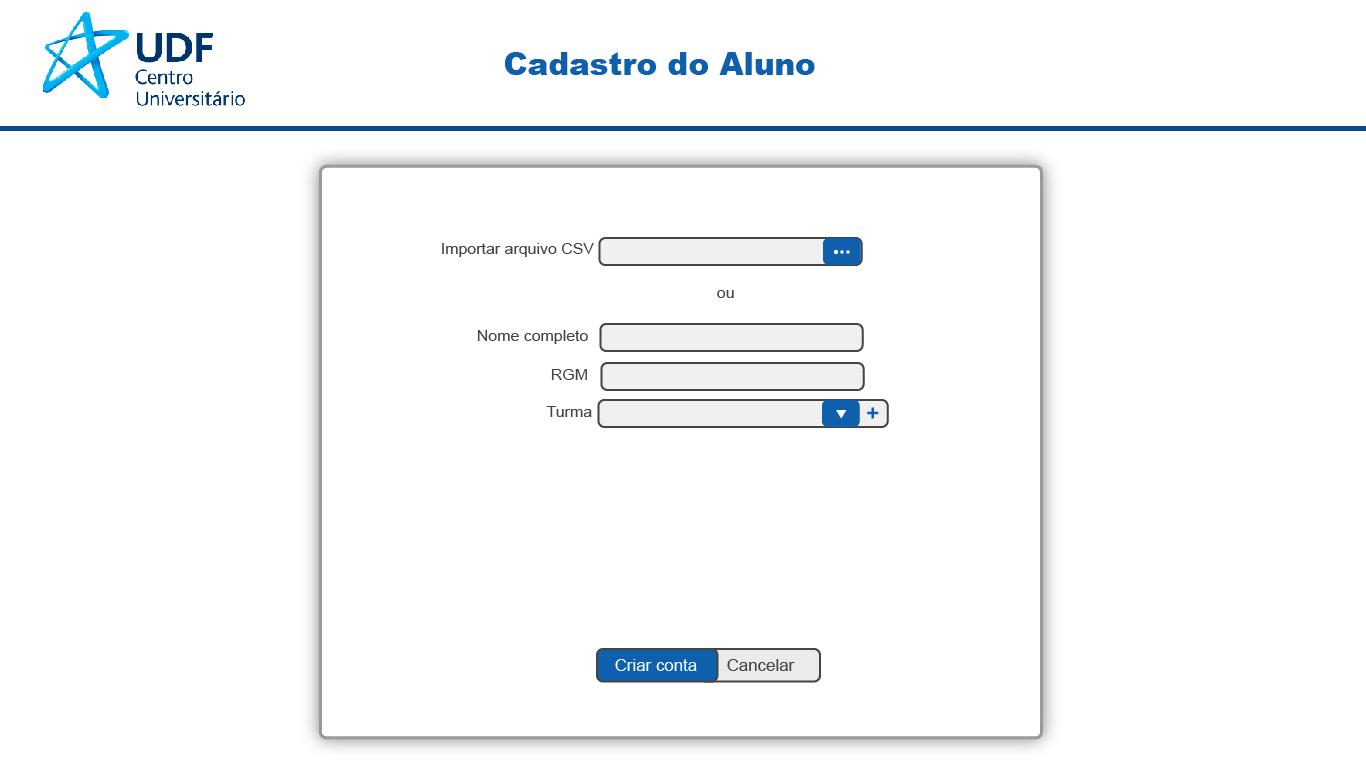 UDF
Centro
Universitário
Cadastro do Aluno
Importar arquivo CSV
...
ou
Nome completo
RGM
Turma
+
Criar conta
Cancelar